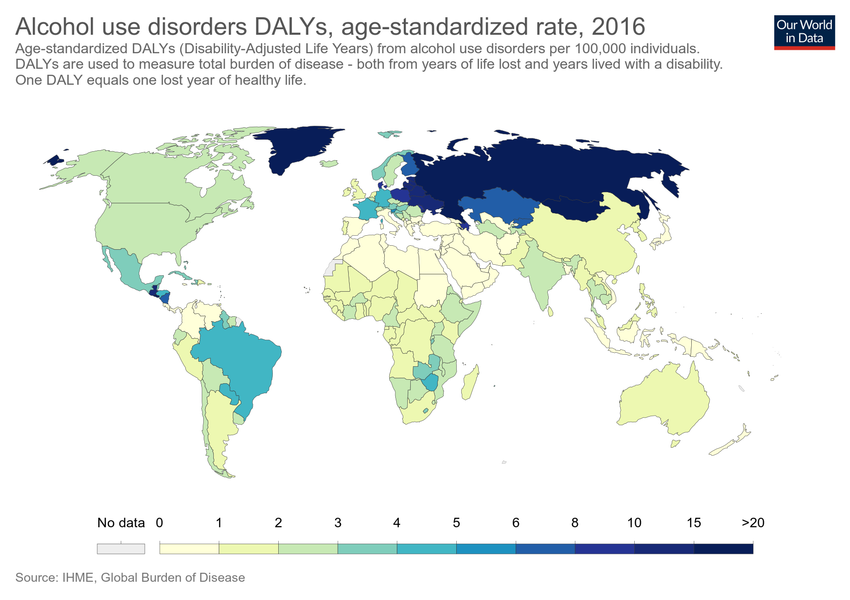 Alcohol use disorders DALYs, age-standardized rate, 2016
Our World
in Data
Age-standardized DALYs (Disability-Adjusted Life Years) from alcohol use disorders per 100,000 individuals.
DALYs are used to measure total burden of disease - both from years of life lost and years lived with a disability.
One DALY equals one lost year of healthy life.
No data 0 1 2 3 4 5 6 8 10 15 >20
Source: IHME, Global Burden of Disease